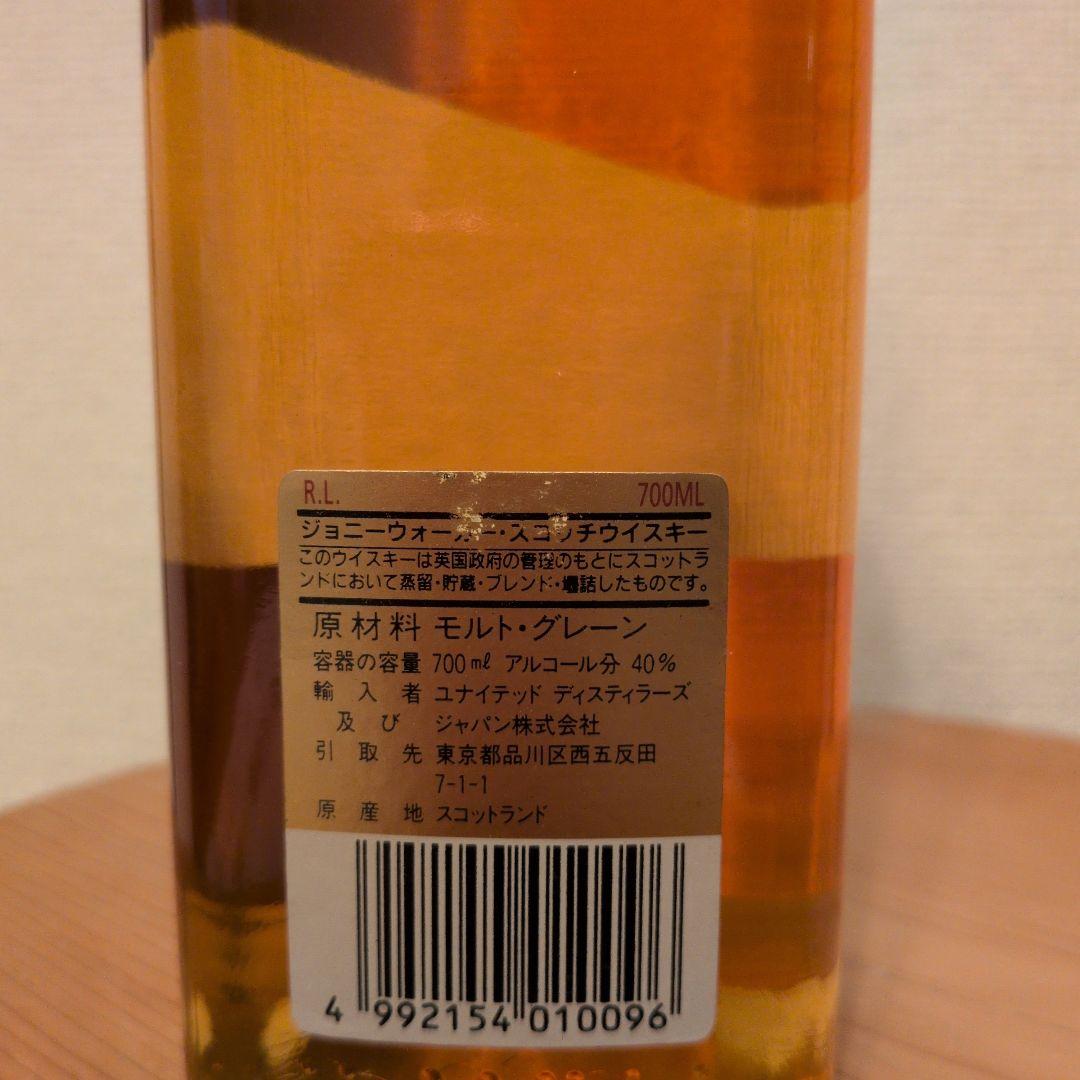 R.L. 700ML
ジョニーウォーカー・スコッチウイスキー
このウイスキーは英国政府の管理のもとにスコットラ
ンドにおいて蒸留・貯蔵・ブレンド・壜詰したものです。
原材料 モルト・グレーン
容器の容量 700㎖ アルコール分 40%
輸入者 ユナイテッド ディスティラーズ
及び ジャパン株式会社
引取先 東京都品川区西五反田
7-1-1
原産地 スコットランド
4 992154 010096